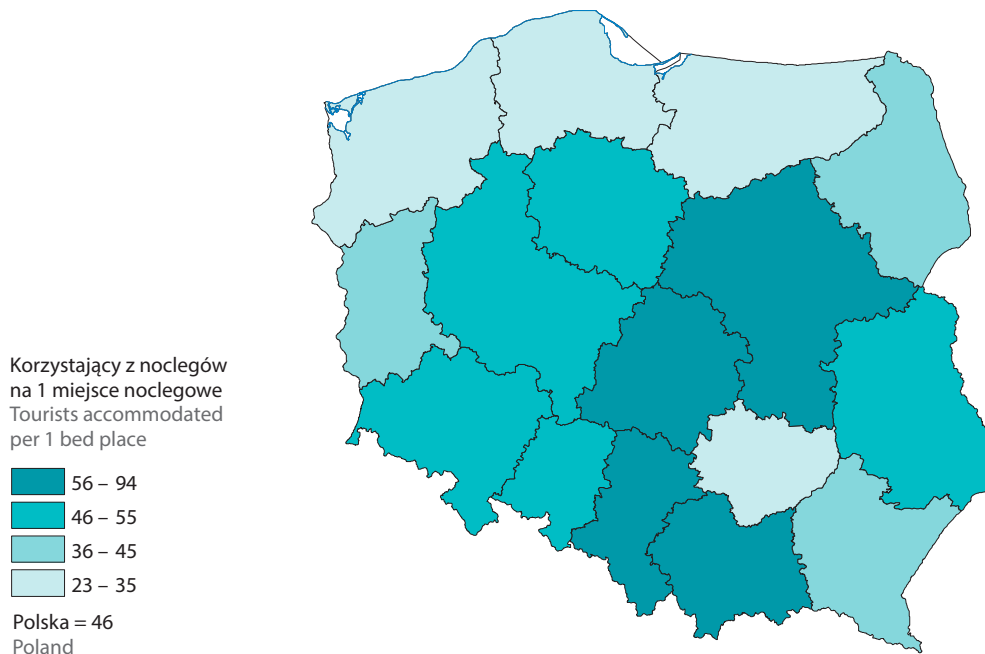 Korzystający z noclegów
na 1 miejsce noclegowe
Tourists accommodated
per 1 bed place
56 – 94
46 – 55
36 – 45
23 – 35
Polska = 46
Poland